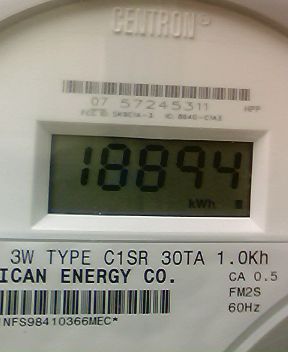 CENTRON®
07 57245311
HPP
18894
kWh
3W TYPE C1SR 30TA 1.0Kh
ICAN ENERGY CO.
CA 0.5
FM2S
60Hz
NFS98410366MEC*